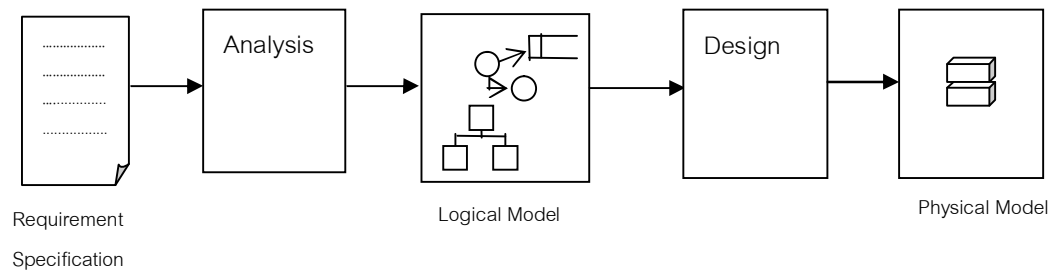 Analysis
Design
Requirement
Specification
Logical Model
Physical Model